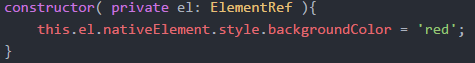 constructor( private el: ElementRef ){
    this.el.nativeElement.style.backgroundColor = 'red';
}